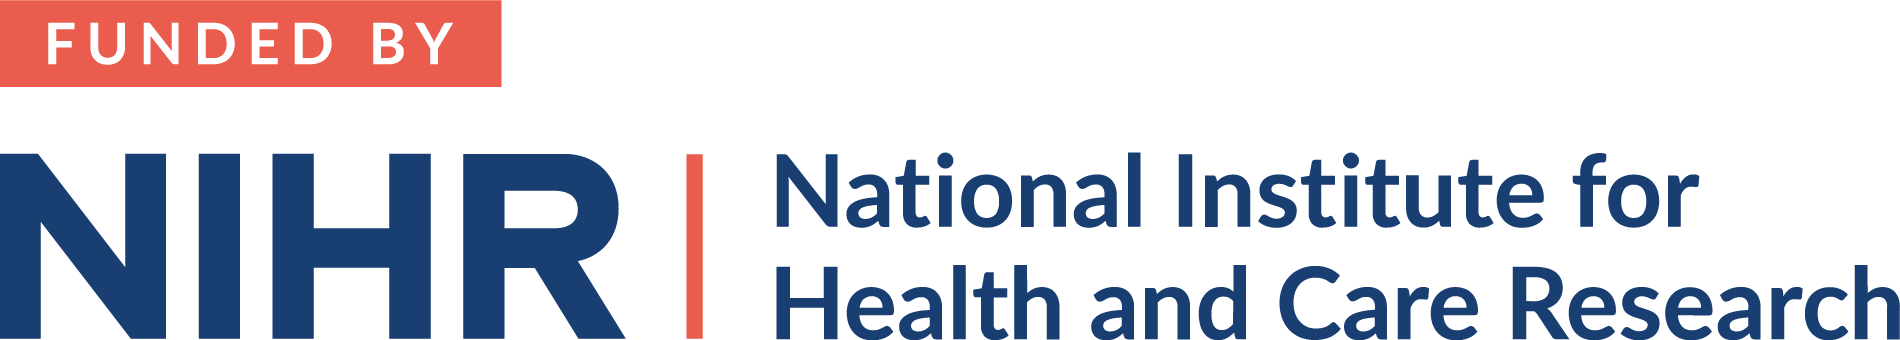 FUNDED BY
NIHR
National Institute for
Health and Care Research